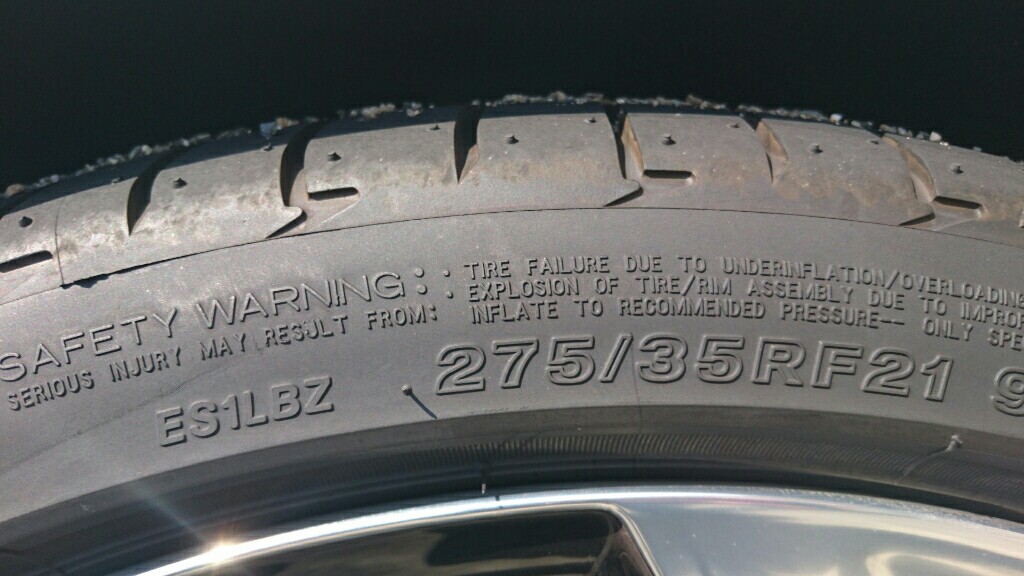 SAFETY WARNING: : TIRE FAILURE DUE TO UNDERINFLATION/OVERLOADING
SERIOUS INJURY MAY RESULT FROM: : EXPLOSION OF TIRE/RIM ASSEMBLY DUE TO
INFLATE TO RECOMMENDED PRESSURE-- ONLY
275/35RF21 9
ES1LBZ